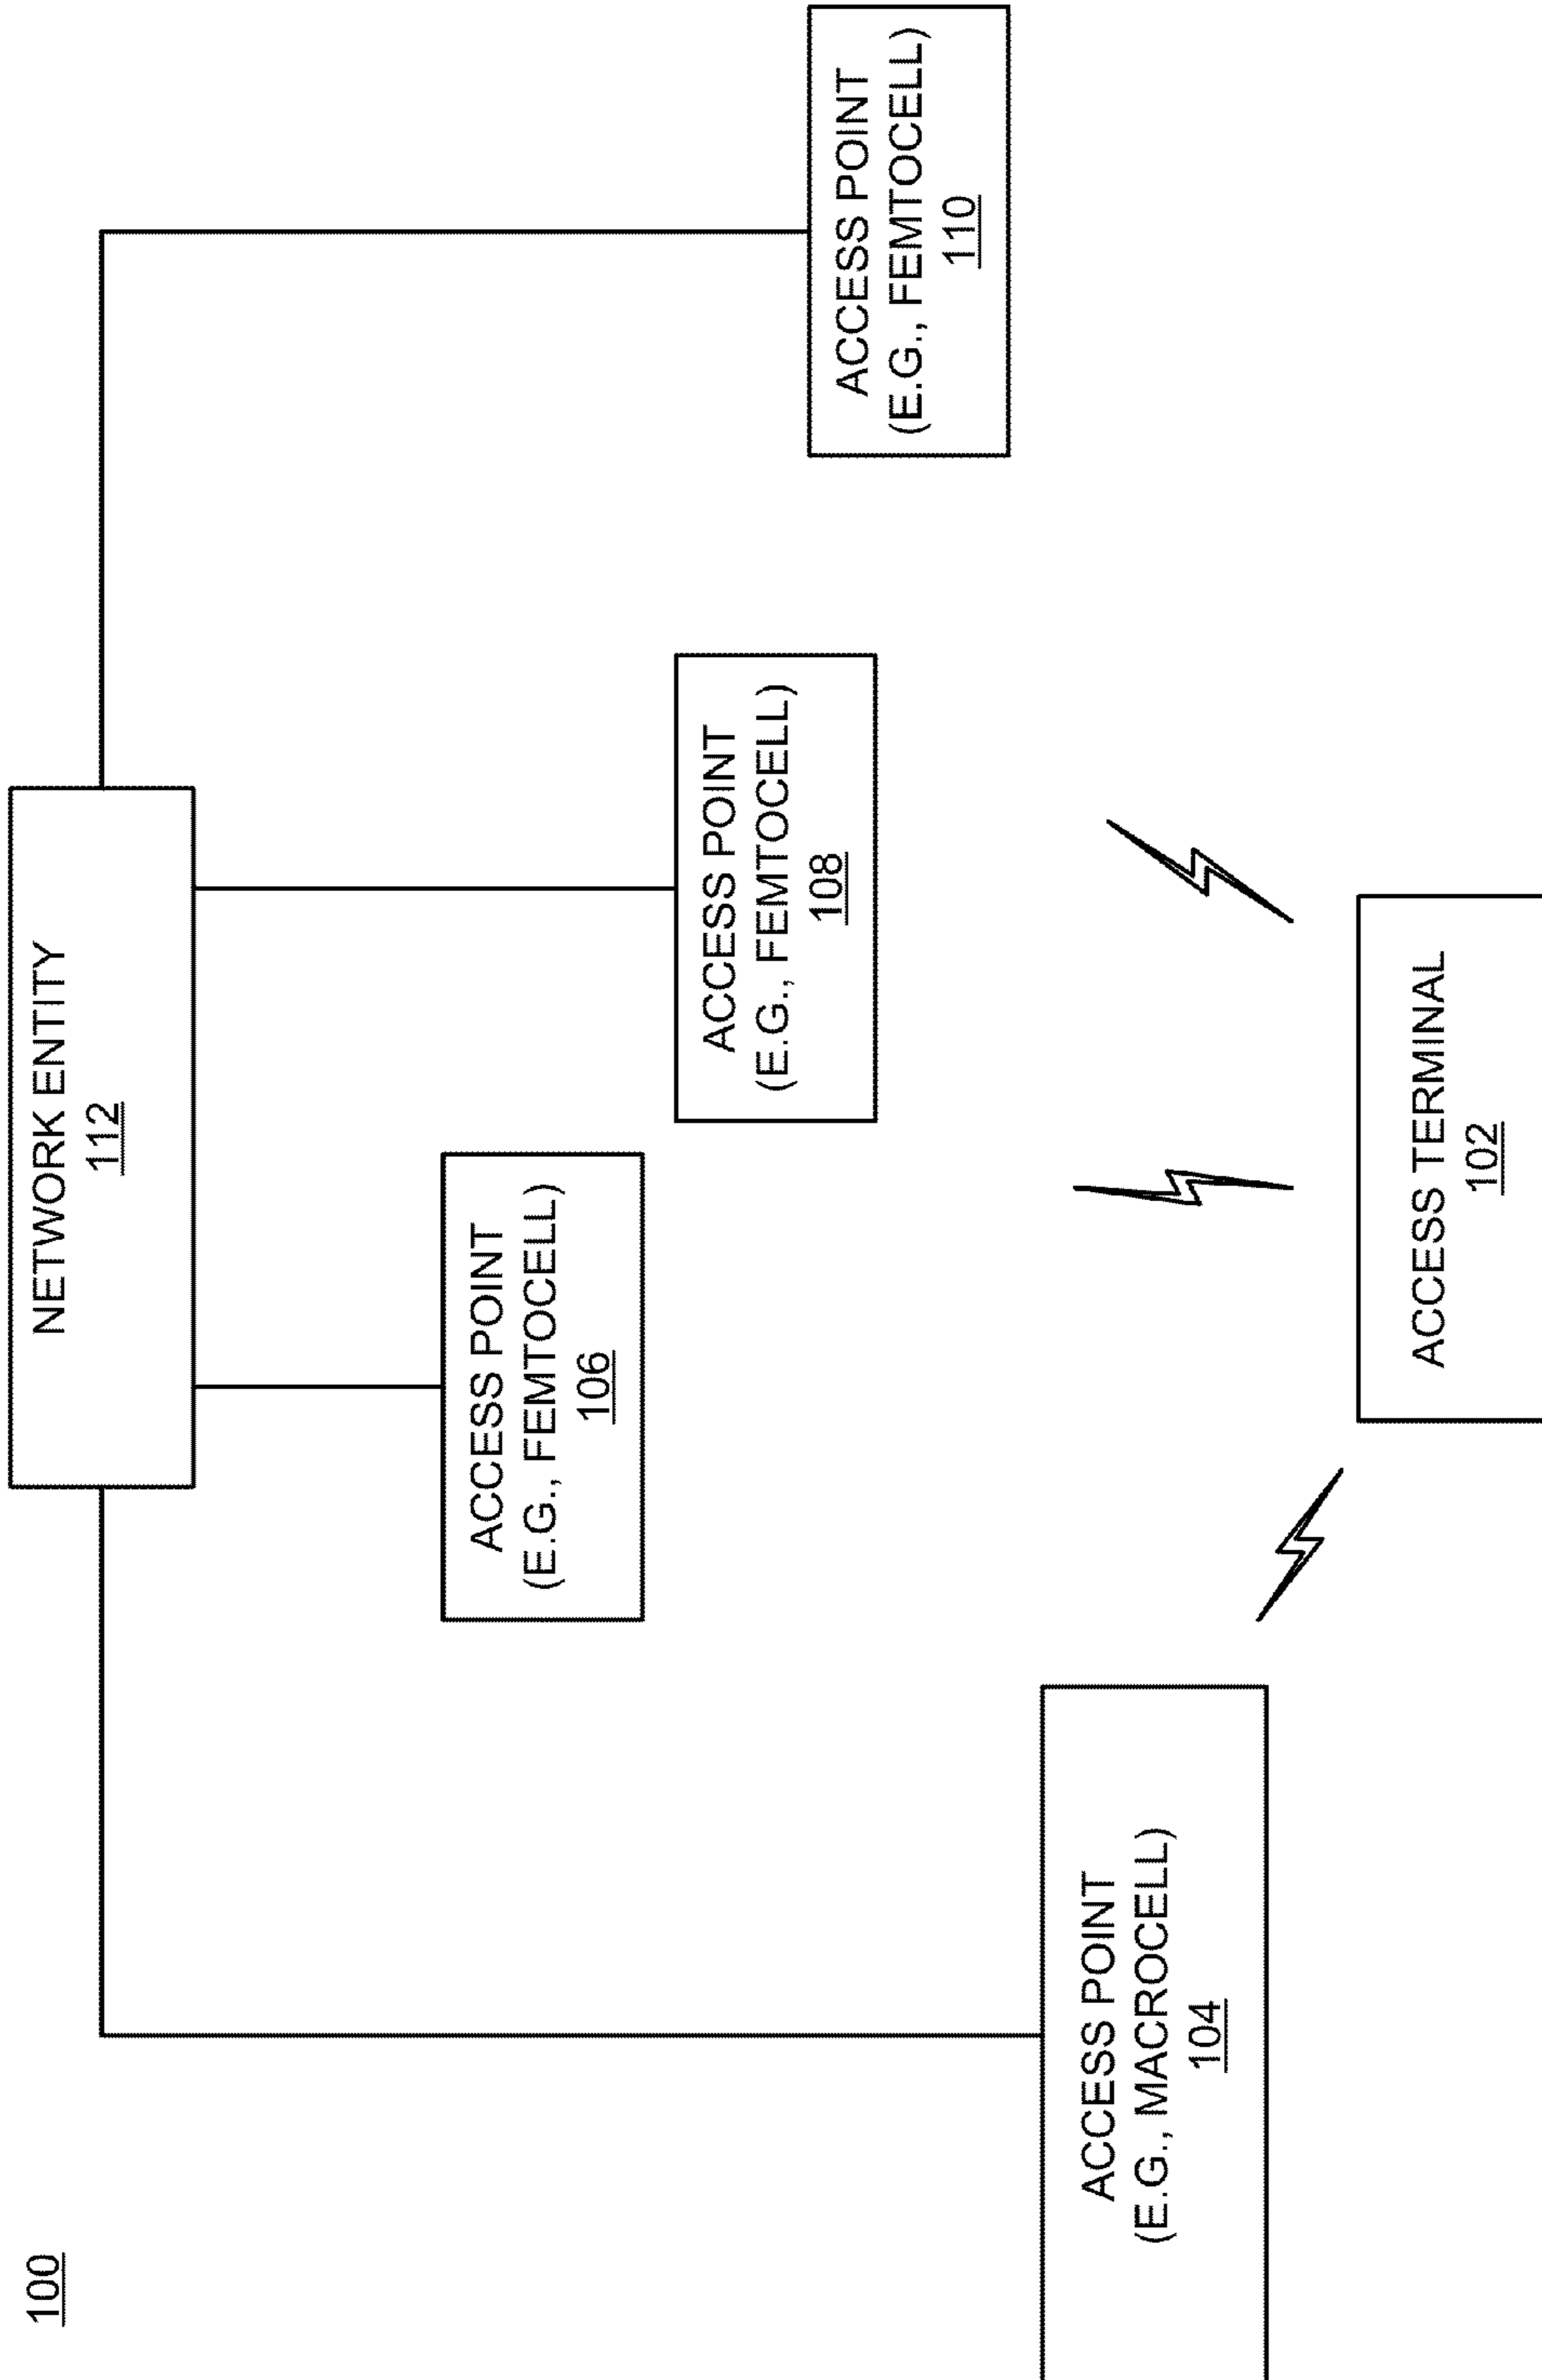 100
NETWORK ENTITY
112
ACCESS POINT
(E.G., FEMTOCELL)
106
ACCESS POINT
(E.G., FEMTOCELL)
108
ACCESS POINT
(E.G., FEMTOCELL)
110
ACCESS POINT
(E.G., MACROCELL)
104
ACCESS TERMINAL
102